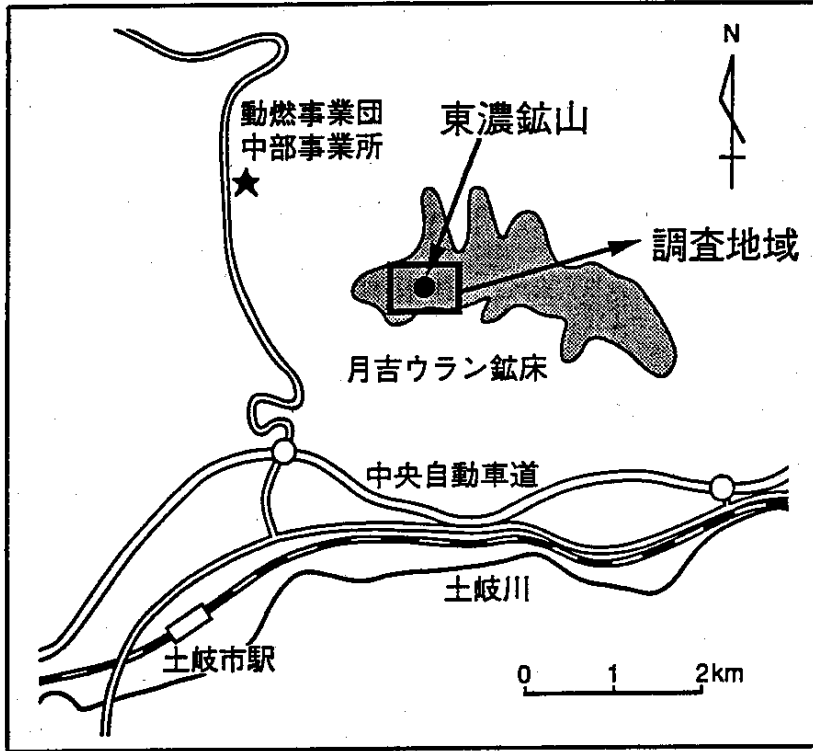 N
動燃事業団
中部事業所
東濃鉱山
調査地域
月吉ウラン鉱床
中央自動車道
土岐川
土岐市駅
0 1 2km